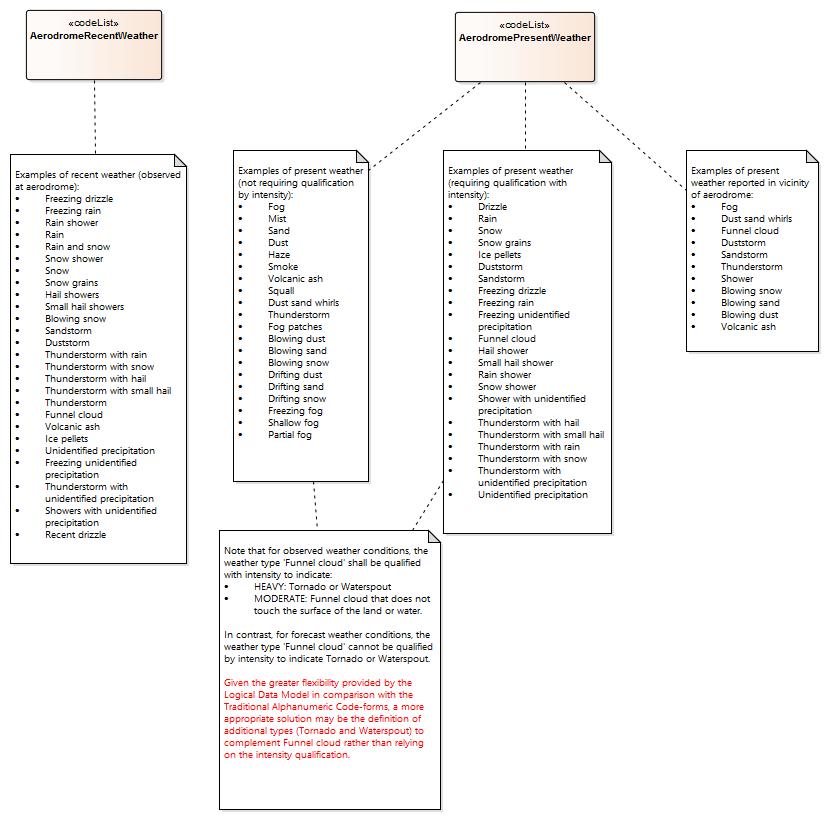 «codeList»
AerodromeRecentWeather
«codeList»
AerodromePresentWeather
Examples of recent weather (observed
at aerodrome):
• Freezing drizzle
• Freezing rain
• Rain shower
• Rain
• Rain and snow
• Snow shower
• Snow
• Snow grains
• Hail showers
• Small hail showers
• Blowing snow
• Sandstorm
• Duststorm
• Thunderstorm with rain
• Thunderstorm with snow
• Thunderstorm with hail
• Thunderstorm with small hail
• Thunderstorm
• Funnel cloud
• Volcanic ash
• Ice pellets
• Unidentified precipitation
• Freezing unidentified
precipitation
• Thunderstorm with
unidentified precipitation
• Showers with unidentified
precipitation
• Recent drizzle
Examples of present weather
(not requiring qualification
by intensity):
• Fog
• Mist
• Sand
• Dust
• Haze
• Smoke
• Volcanic ash
• Squall
• Dust sand whirls
• Thunderstorm
• Fog patches
• Blowing dust
• Blowing sand
• Blowing snow
• Drifting dust
• Drifting sand
• Drifting snow
• Freezing fog
• Shallow fog
• Partial fog
Examples of present weather
(requiring qualification with
intensity):
• Drizzle
• Rain
• Snow
• Snow grains
• Ice pellets
• Duststorm
• Sandstorm
• Freezing drizzle
• Freezing rain
• Freezing unidentified
precipitation
• Funnel cloud
• Hail shower
• Small hail shower
• Rain shower
• Snow shower
• Shower with unidentified
precipitation
• Thunderstorm with hail
• Thunderstorm with small hail
• Thunderstorm with rain
• Thunderstorm with snow
• Thunderstorm with
unidentified precipitation
• Unidentified precipitation
Examples of present
weather reported in vicinity
of aerodrome:
• Fog
• Dust sand whirls
• Funnel cloud
• Duststorm
• Sandstorm
• Thunderstorm
• Shower
• Blowing snow
• Blowing sand
• Blowing dust
• Volcanic ash
Note that for observed weather conditions, the
weather type 'Funnel cloud' shall be qualified
with intensity to indicate:
• HEAVY: Tornado or Waterspout
• MODERATE: Funnel cloud that does not
touch the surface of the land or water.
In contrast, for forecast weather conditions, the
weather type 'Funnel cloud' cannot be qualified
by intensity to indicate Tornado or Waterspout.
Given the greater flexibility provided by the
Logical Data Model in comparison with the
Traditional Alphanumeric Code-forms, a more
appropriate solution may be the definition of
additional types (Tornado and Waterspout) to
complement Funnel cloud rather than relying
on the intensity qualification.